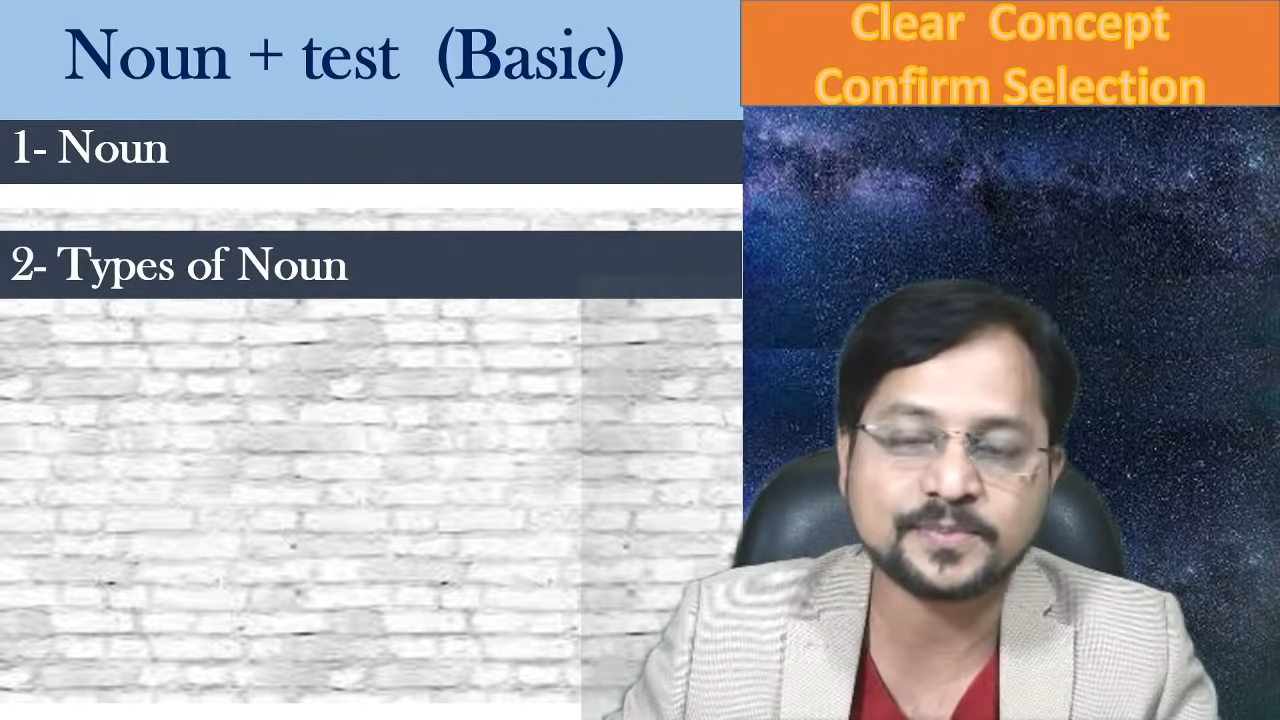 Noun + test (Basic)
Clear Concept
Confirm Selection
1- Noun
2- Types of Noun